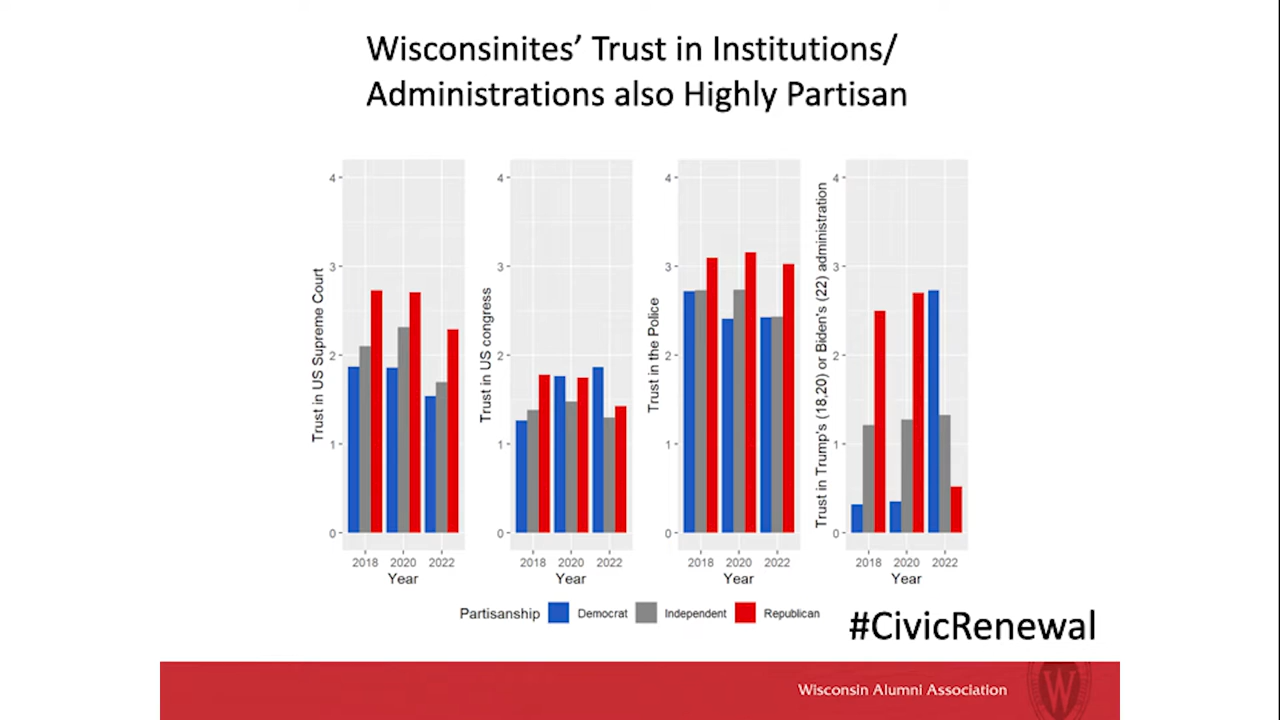 Wisconsinites’ Trust in Institutions/
Administrations also Highly Partisan
Trust in US Supreme Court
4
3
2
1
0
2018 2020 2022
Year
Trust in US congress
4
3
2
1
0
2018 2020 2022
Year
Trust in the Police
4
3
2
1
0
2018 2020 2022
Year
Trust in Trump's (18,20) or Biden's (22) administration
4
3
2
1
0
2018 2020 2022
Year
Partisanship Democrat Independent Republican
#CivicRenewal
Wisconsin Alumni Association
W